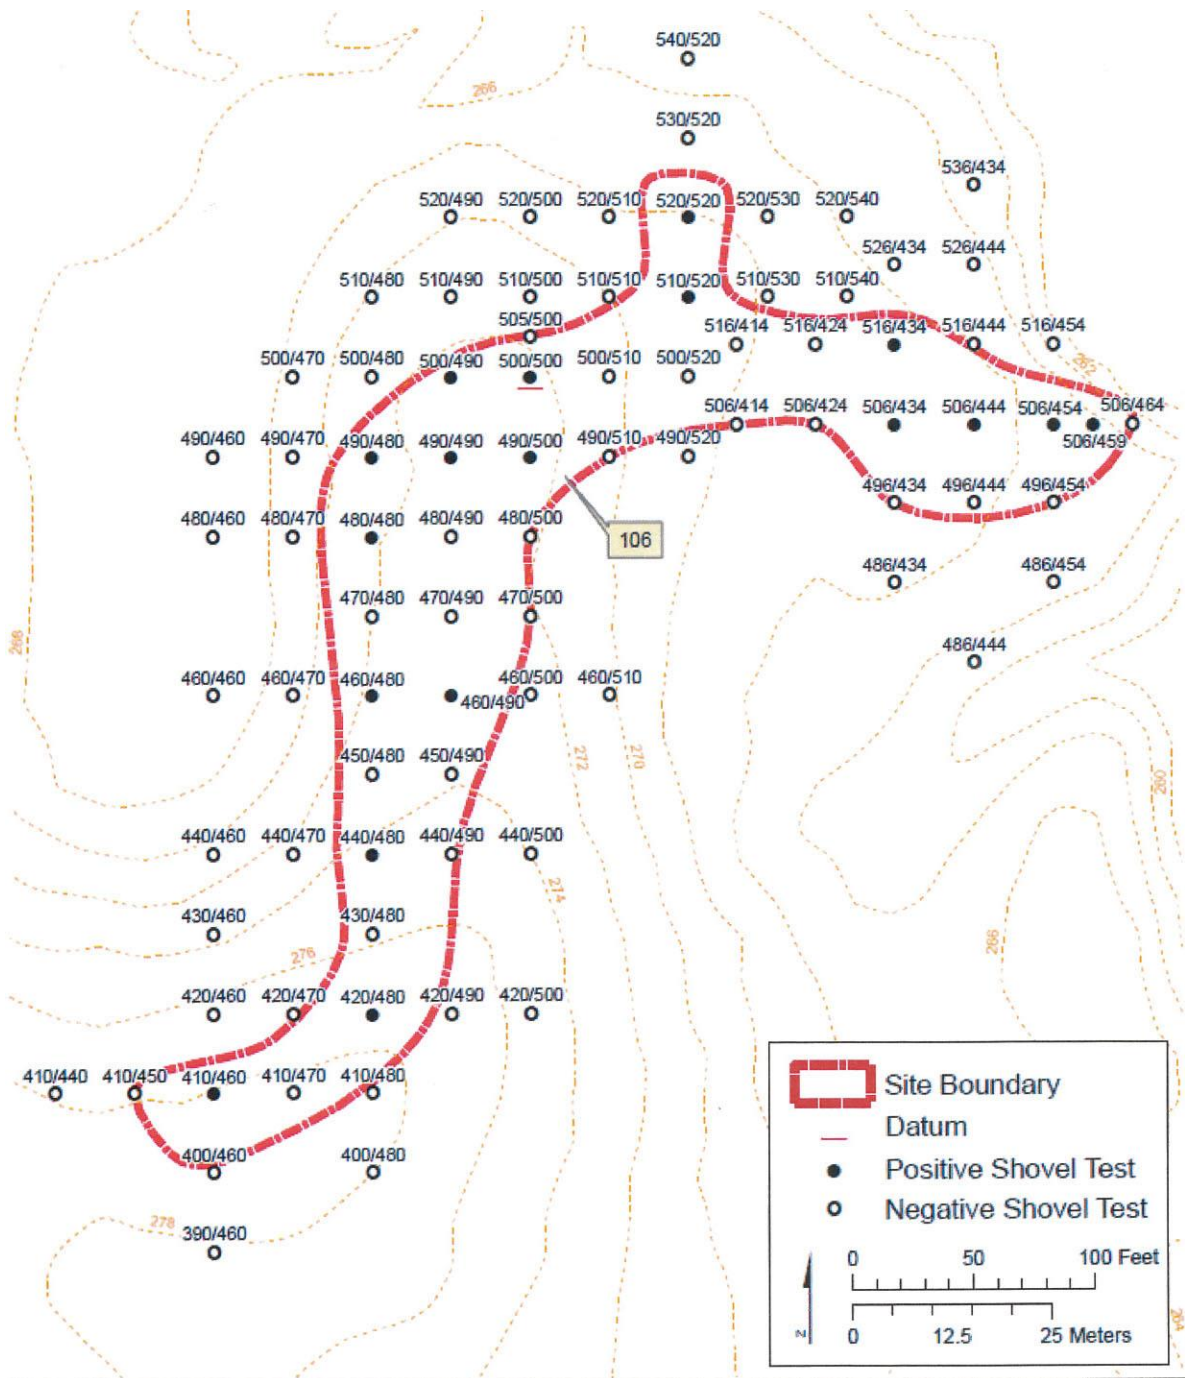 540/520
266
530/520
536/434
520/490 520/500 520/510 520/520 520/530 520/540
526/434 526/444
510/480 510/490 510/500 510/510 510/520 510/530 510/540
505/500
516/414 516/424 516/434 516/444 516/454
262
500/470 500/480 500/490 500/500 500/510 500/520
506/414 506/424 506/434 506/444 506/454 506/464
506/459
490/460 490/470 490/480 490/490 490/500 490/510 490/520
496/434 496/444 496/454
480/460 480/470 480/480 480/490 480/500
106
486/434 486/454
470/480 470/490 470/500
268
486/444
460/460 460/470 460/480 460/500 460/510
460/490
450/480 450/490
272 270
260
440/460 440/470 440/480 440/490 440/500
274
430/460 430/480
276
266
420/460 420/470 420/480 420/490 420/500
410/440 410/450 410/460 410/470 410/480
400/460 400/480
278
390/460
Site Boundary
Datum
Positive Shovel Test
Negative Shovel Test
0 50 100 Feet
N
0 12.5 25 Meters
264